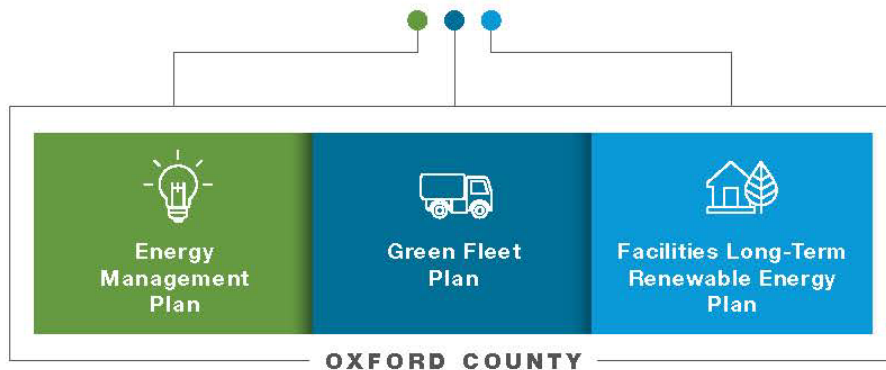 Energy
Management
Plan
Green Fleet
Plan
Facilities Long-Term
Renewable Energy
Plan
OXFORD COUNTY